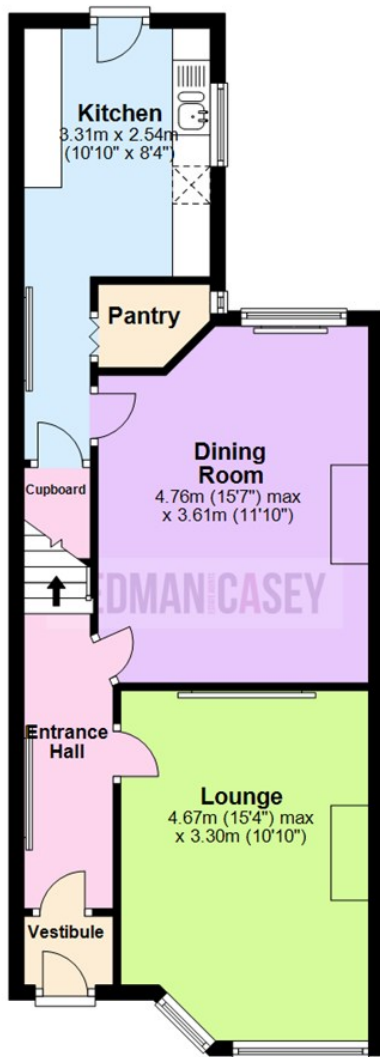 Kitchen
3.31m x 2.54m
(10'10" x 8'4")
Pantry
Dining
Room
4.76m (15'7") max
x 3.61m (11'10")
Cupboard
EDMAN CASEY
Entrance
Hall
Lounge
4.67m (15'4") max
x 3.30m (10'10")
Vestibule